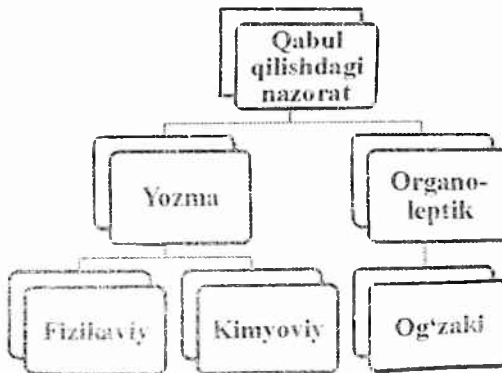 Qabul
qilishdagi
nazorat
Yozma
Organo-
leptik
Fizikaviy
Kimyoviy
Og‘zaki